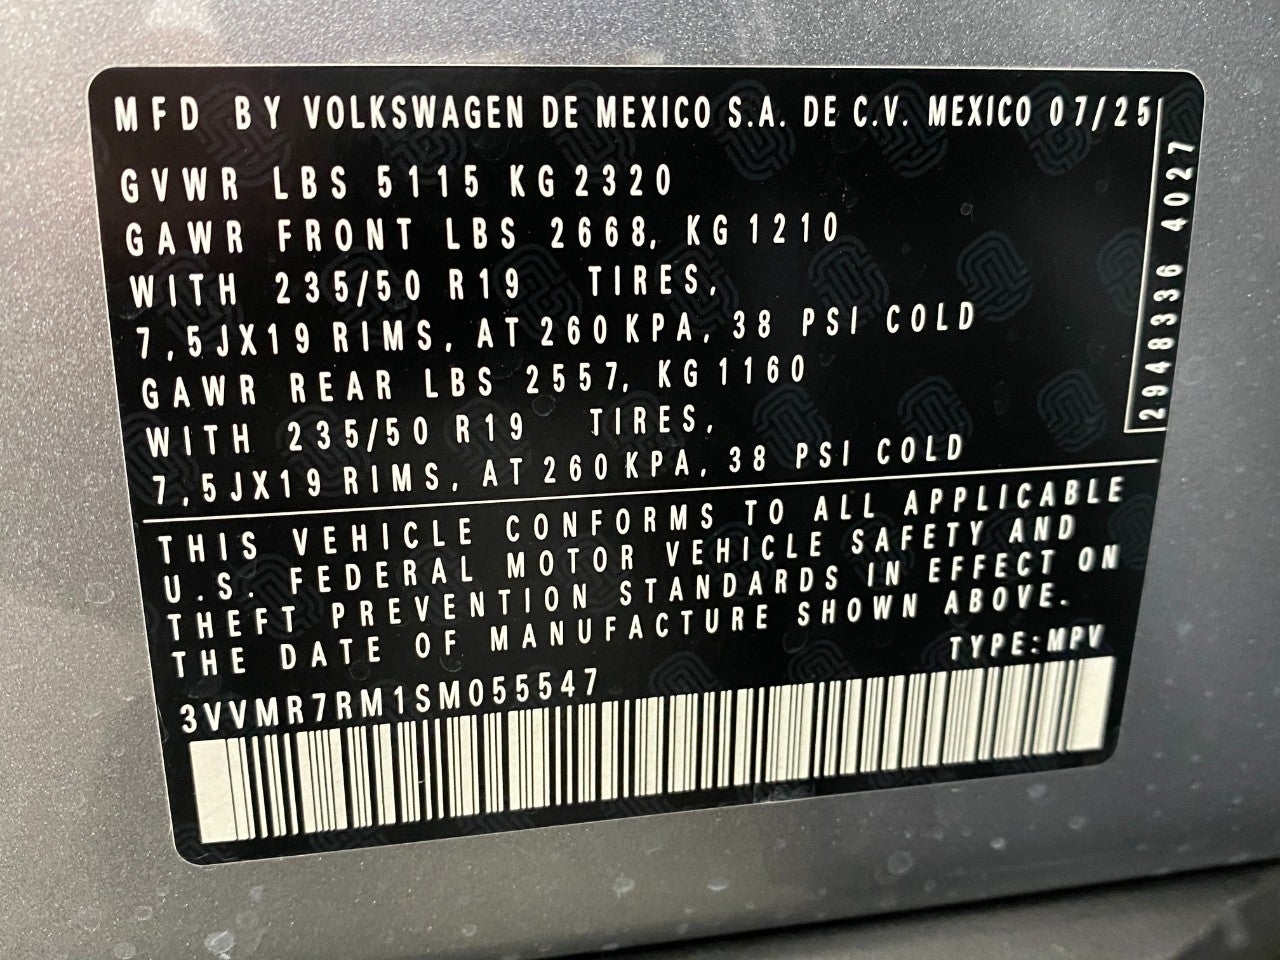 MFD BY VOLKSWAGEN DE MEXICO S.A. DE C.V. MEXICO 07/25
GVWR LBS 5115 KG 2320
GAWR FRONT LBS 2668, KG 1210
WITH 235/50 R19 TIRES,
7,5JX19 RIMS, AT 260 KPA, 38 PSI COLD
GAWR REAR LBS 2557, KG 1160
WITH 235/50 R19 TIRES,
7,5JX19 RIMS, AT 260 KPA, 38 PSI COLD
2948336 4027
THIS VEHICLE CONFORMS TO ALL APPLICABLE
U.S. FEDERAL MOTOR VEHICLE SAFETY AND
THEFT PREVENTION STANDARDS IN EFFECT ON
THE DATE OF MANUFACTURE SHOWN ABOVE.
TYPE:MPV
3VVMR7RM1SM055547